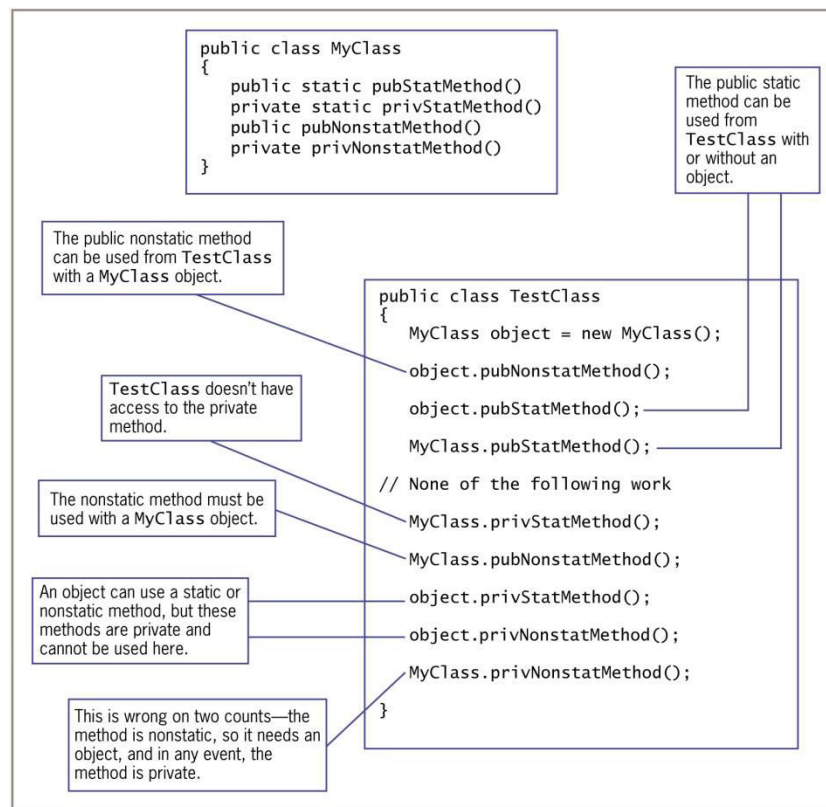 public class MyClass
{
public static pubStatMethod()
private static privStatMethod()
public pubNonstatMethod()
private privNonstatMethod()
}
The public static
method can be
used from
TestClass with
or without an
object.
The public nonstatic method
can be used from TestClass
with a MyClass object.
TestClass doesn't have
access to the private
method.
The nonstatic method must be
used with a MyClass object.
An object can use a static or
nonstatic method, but these
methods are private and
cannot be used here.
This is wrong on two counts—the
method is nonstatic, so it needs an
object, and in any event, the
method is private.
public class TestClass
{
MyClass object = new MyClass();
object.pubNonstatMethod();
object.pubStatMethod();
MyClass.pubStatMethod();
// None of the following work
MyClass.privStatMethod();
MyClass.pubNonstatMethod();
object.privStatMethod();
object.privNonstatMethod();
MyClass.privNonstatMethod();
}